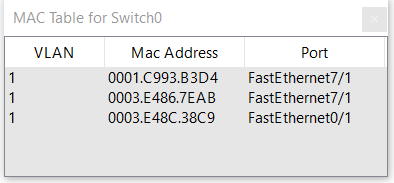 MAC Table for Switch0
VLAN Mac Address Port
1 0001.C993.B3D4 FastEthernet7/1
1 0003.E486.7EAB FastEthernet7/1
1 0003.E48C.38C9 FastEthernet0/1